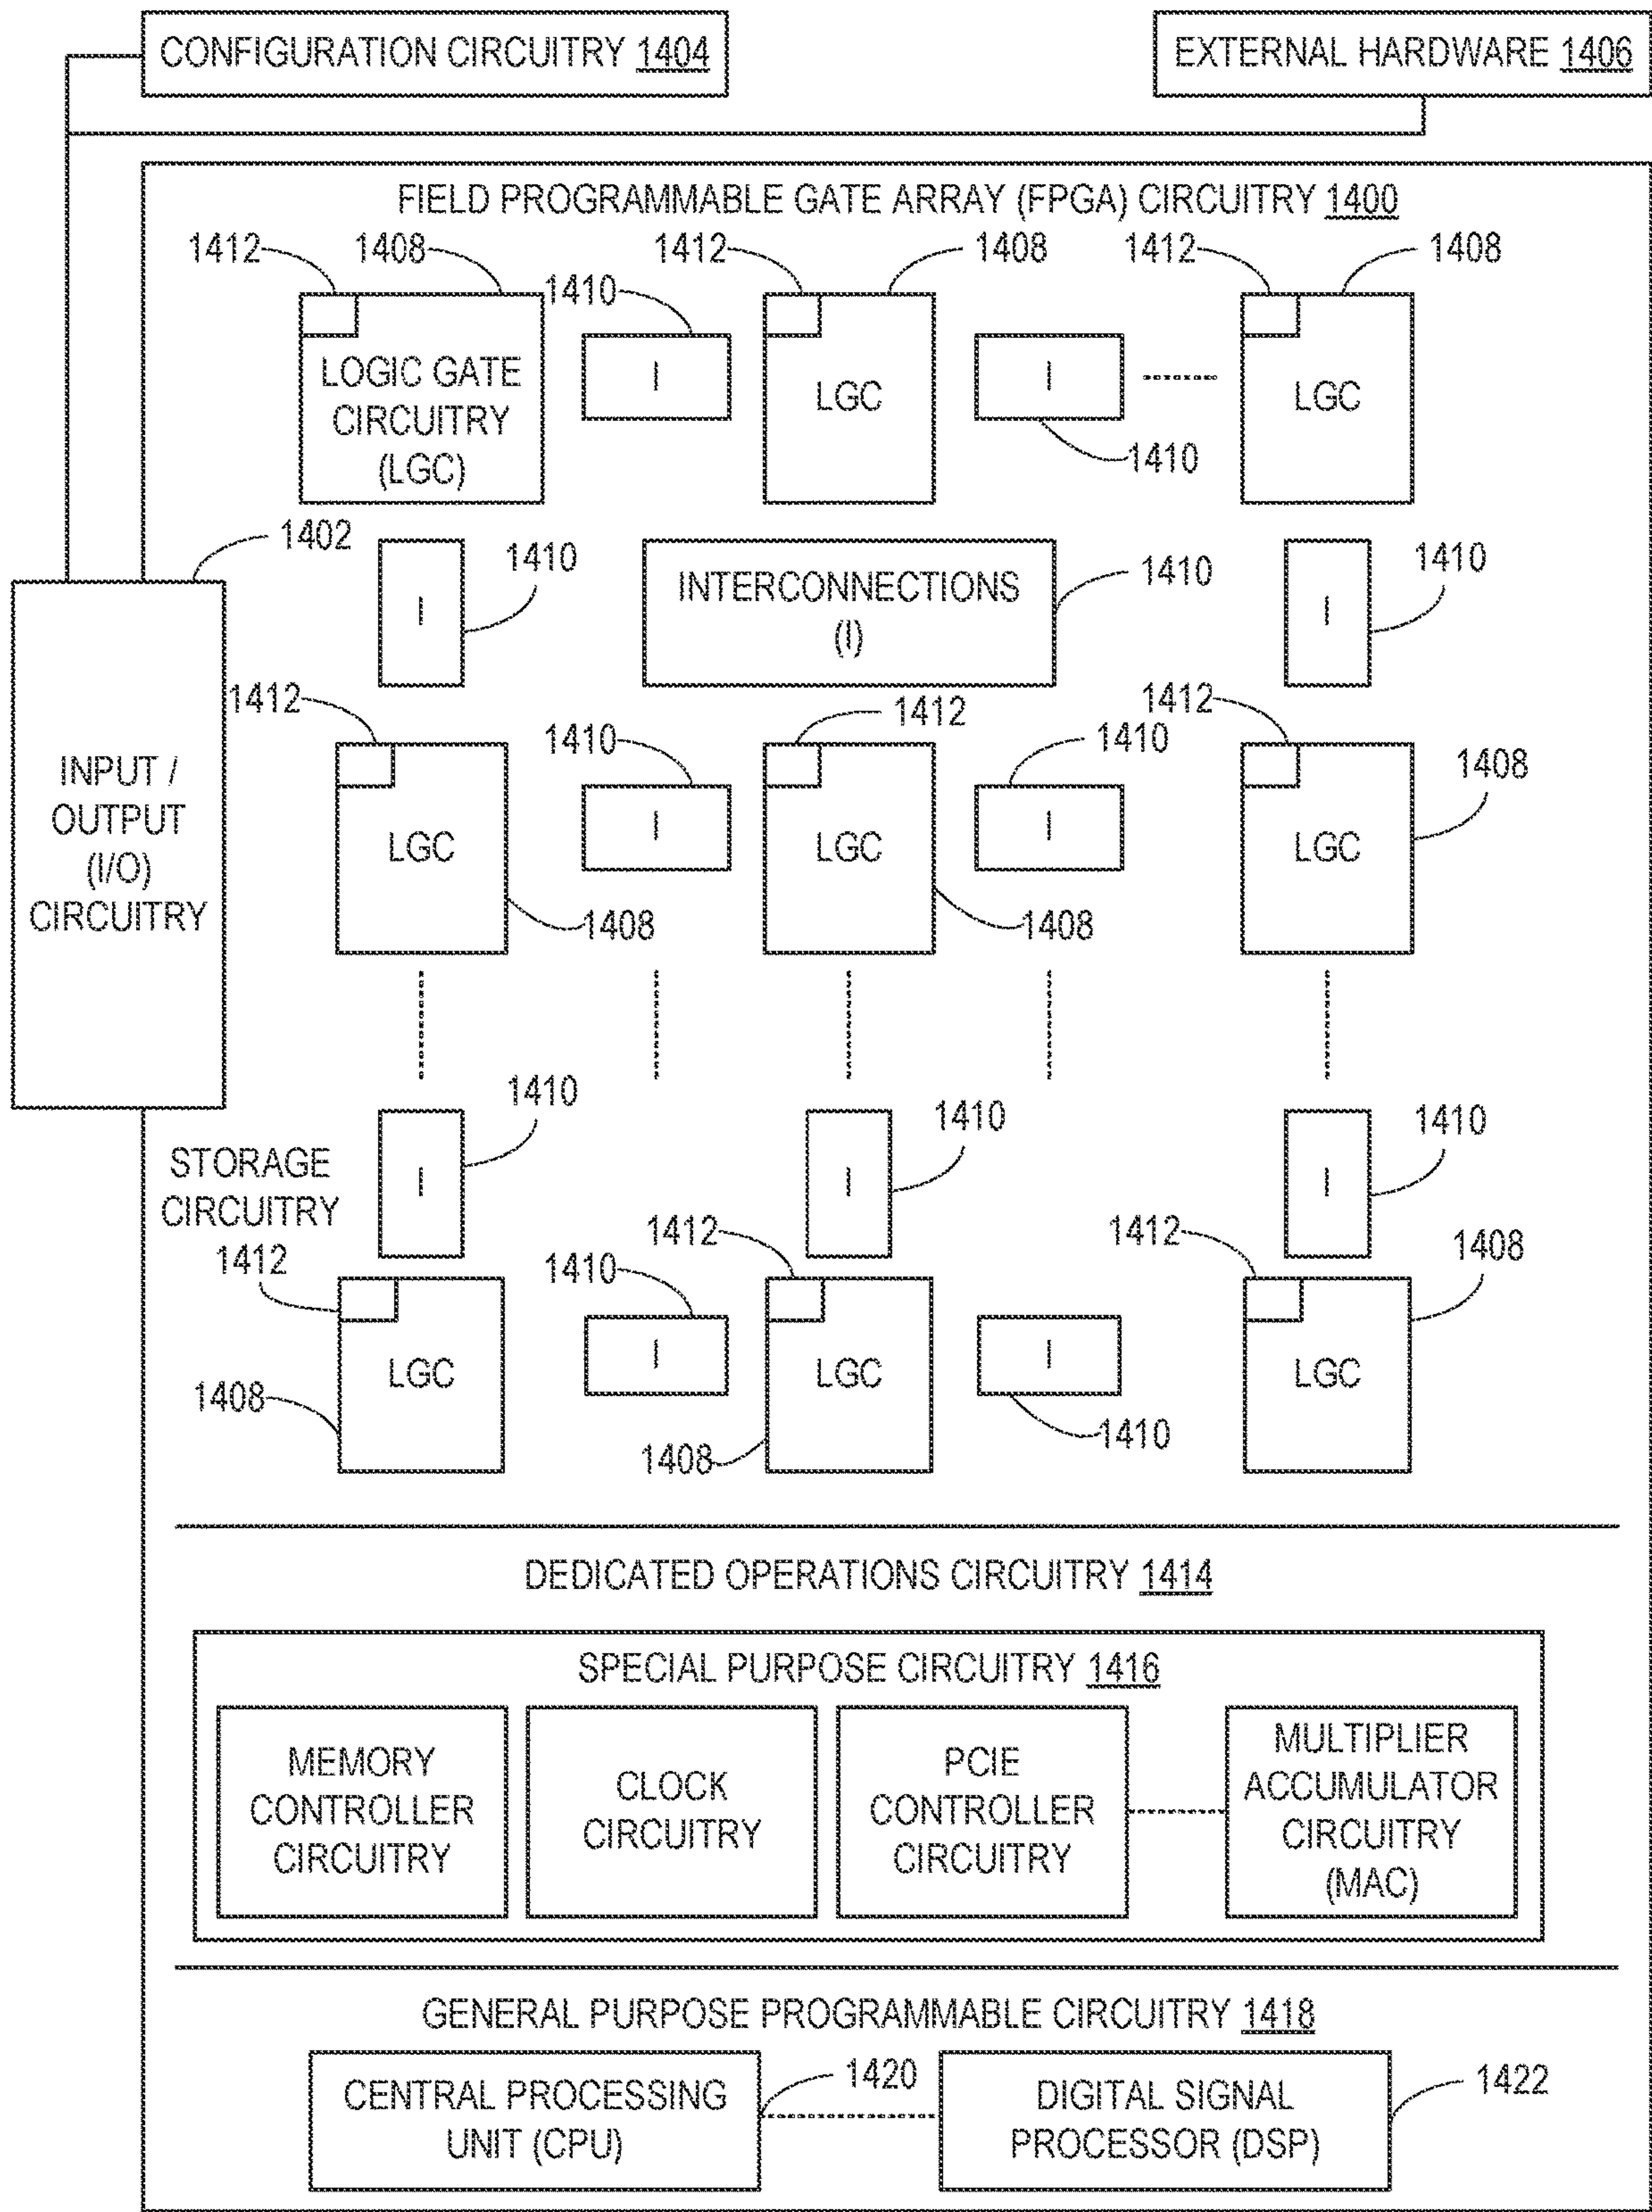 CONFIGURATION CIRCUITRY 1404
EXTERNAL HARDWARE 1406
FIELD PROGRAMMABLE GATE ARRAY (FPGA) CIRCUITRY 1400
1412
1408
1410
1412
1408
1412
1408
LOGIC GATE
CIRCUITRY
(LGC)
I
LGC
I
LGC
1410
1402
1410
1410
1410
I
INTERCONNECTIONS
(I)
I
1412
1410
1412
1410
1412
1408
INPUT /
OUTPUT
(I/O)
CIRCUITRY
LGC
I
LGC
I
LGC
1408
1408
1410
1410
1410
STORAGE
CIRCUITRY
1412
I
I
I
1412
1410
1412
1408
LGC
I
LGC
I
LGC
1408
1408
1410
DEDICATED OPERATIONS CIRCUITRY 1414
SPECIAL PURPOSE CIRCUITRY 1416
MEMORY
CONTROLLER
CIRCUITRY
CLOCK
CIRCUITRY
PCIE
CONTROLLER
CIRCUITRY
MULTIPLIER
ACCUMULATOR
CIRCUITRY
(MAC)
GENERAL PURPOSE PROGRAMMABLE CIRCUITRY 1418
CENTRAL PROCESSING
UNIT (CPU)
1420
DIGITAL SIGNAL
PROCESSOR (DSP)
1422